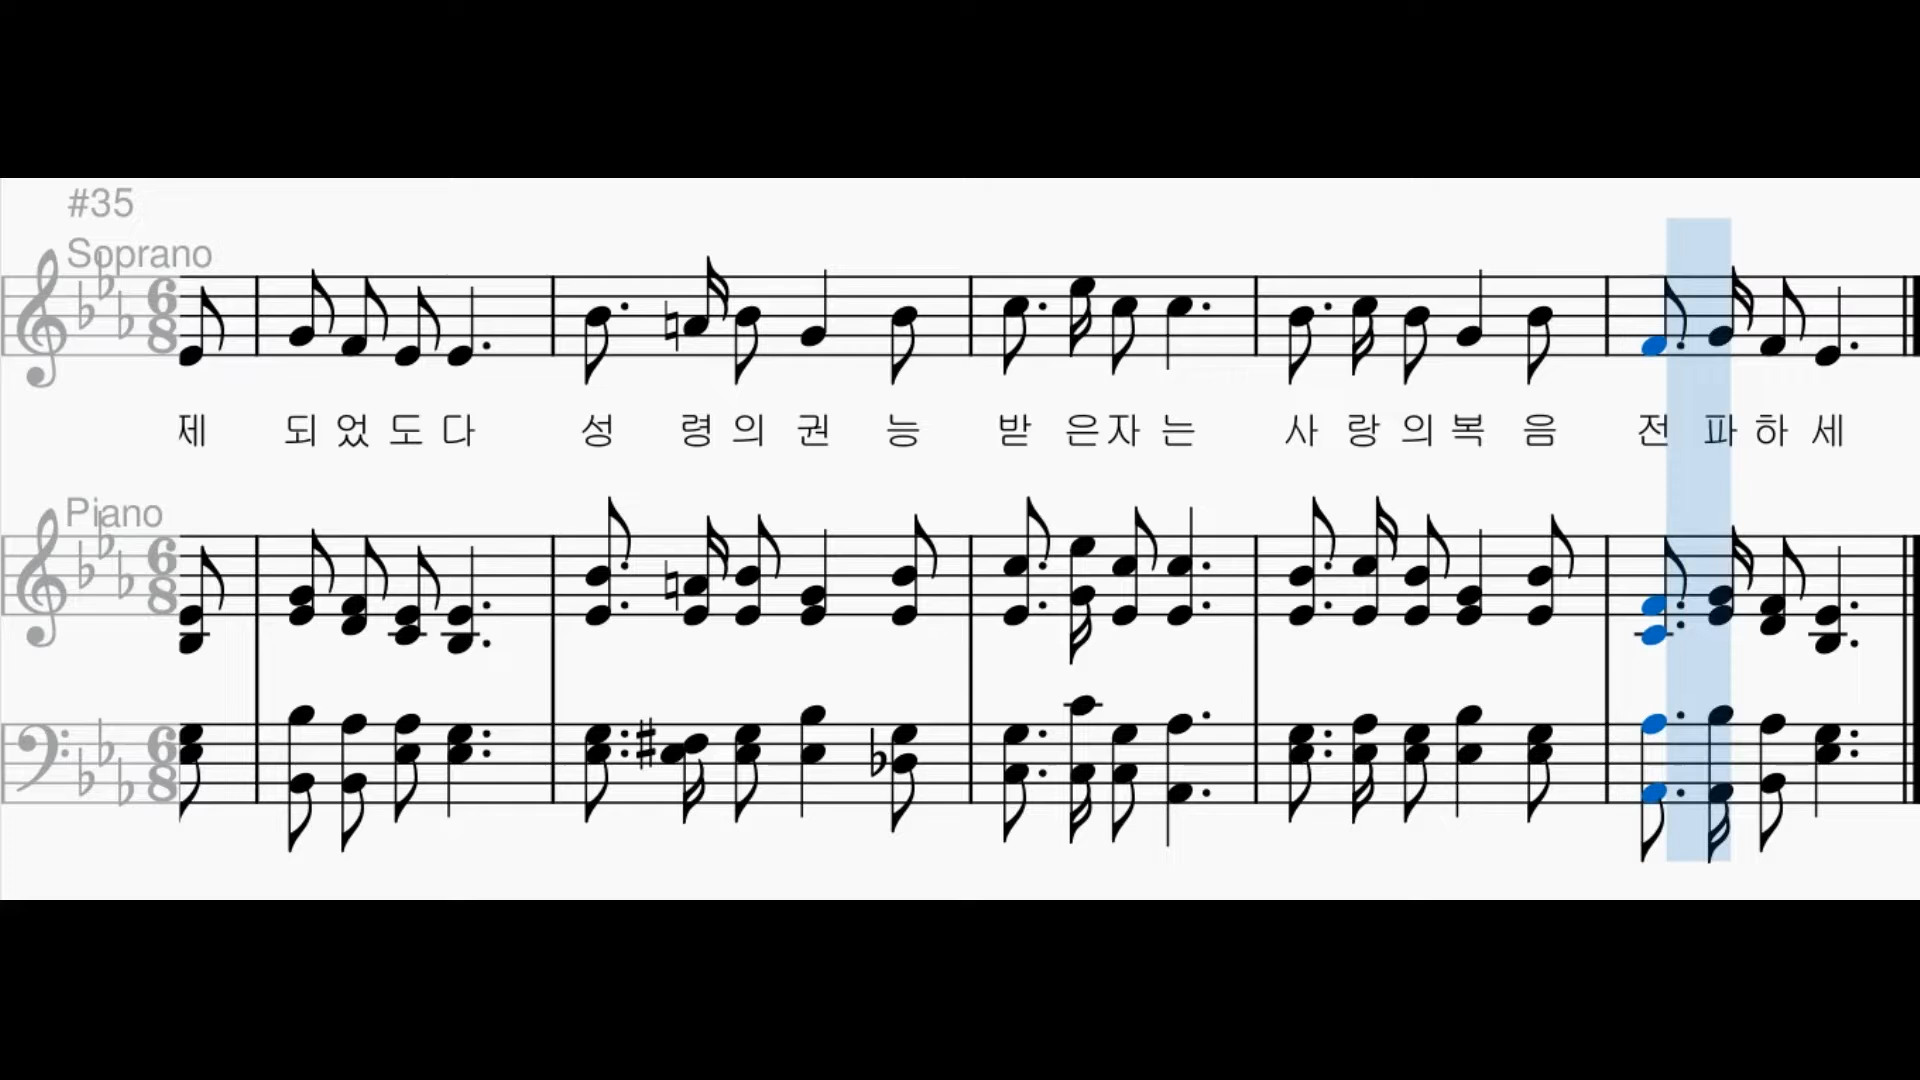 #35
Soprano
제 되었도다 성 령의 권 능 받 은자 는 사 랑의복 음 전 파하 세
Piano